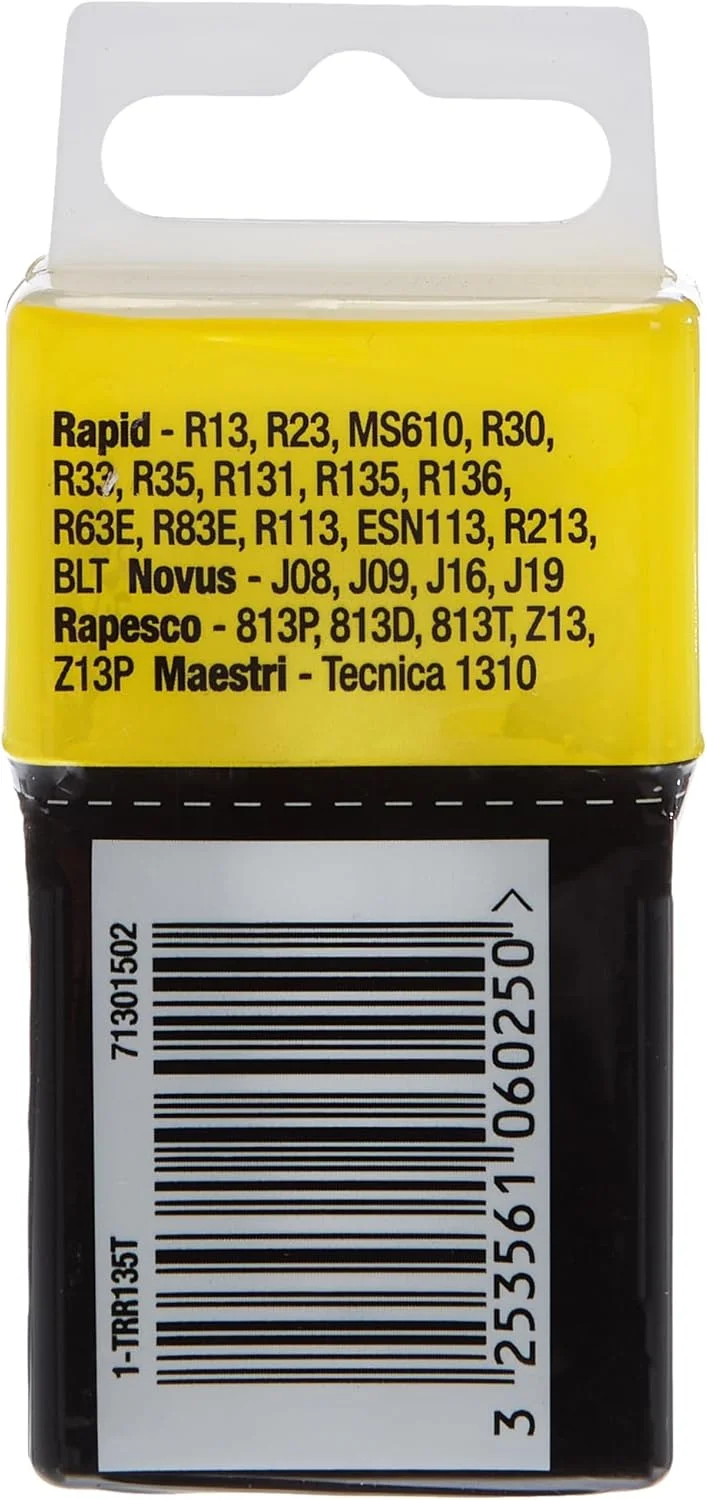 Rapid - R13, R23, MS610, R30,
R33, R35, R131, R135, R136,
R63E, R83E, R113, ESN113, R213,
BLT Novus - J08, J09, J16, J19
Rapesco - 813P, 813D, 813T, Z13,
Z13P Maestri - Tecnica 1310
1-TRR135T 71301502
3 253561 060250 >